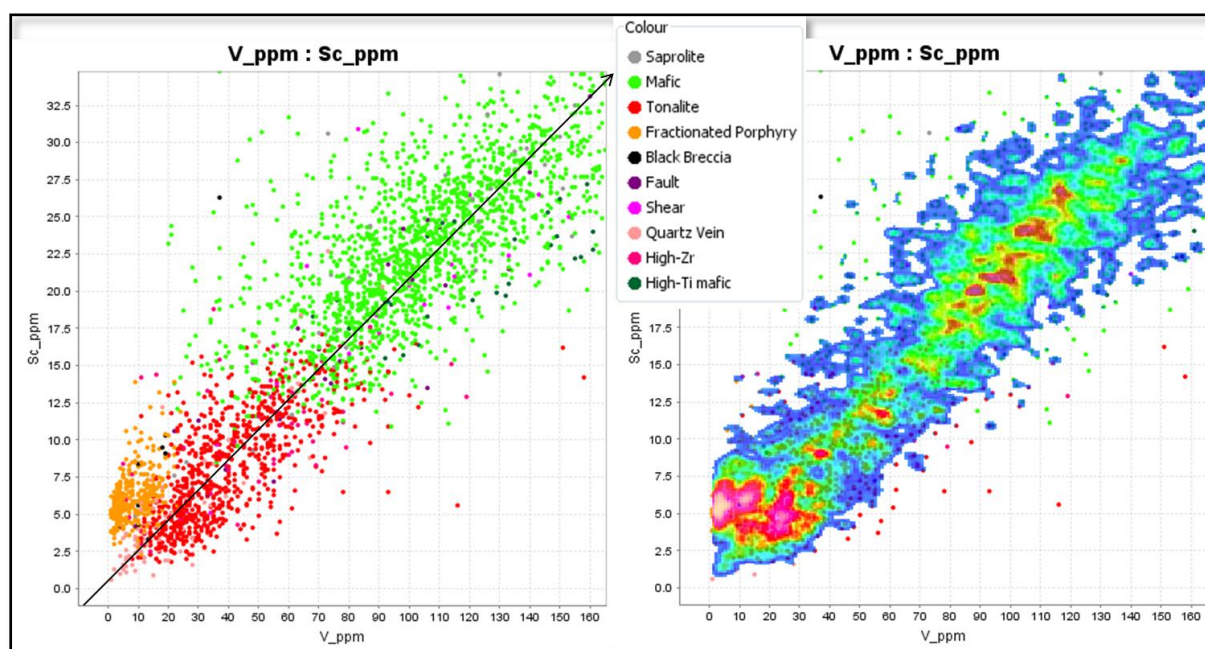 V_ppm : Sc_ppm
Sc_ppm
32.5
30.0
27.5
25.0
22.5
20.0
17.5
15.0
12.5
10.0
7.5
5.0
2.5
0.0
0 10 20 30 40 50 60 70 80 90 100 110 120 130 140 150 160
V_ppm
Colour
Saprolite
Mafic
Tonalite
Fractionated Porphyry
Black Breccia
Fault
Shear
Quartz Vein
High-Zr
High-Ti mafic
V_ppm : Sc_ppm
Sc_ppm
17.5
15.0
12.5
10.0
7.5
5.0
2.5
0.0
0 10 20 30 40 50 60 70 80 90 100 110 120 130 140 150 160
V_ppm